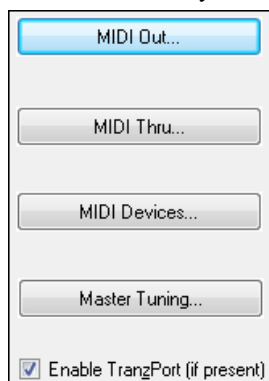 MIDI Out...
MIDI Thru...
MIDI Devices...
Master Tuning...
Enable TranzPort (if present)